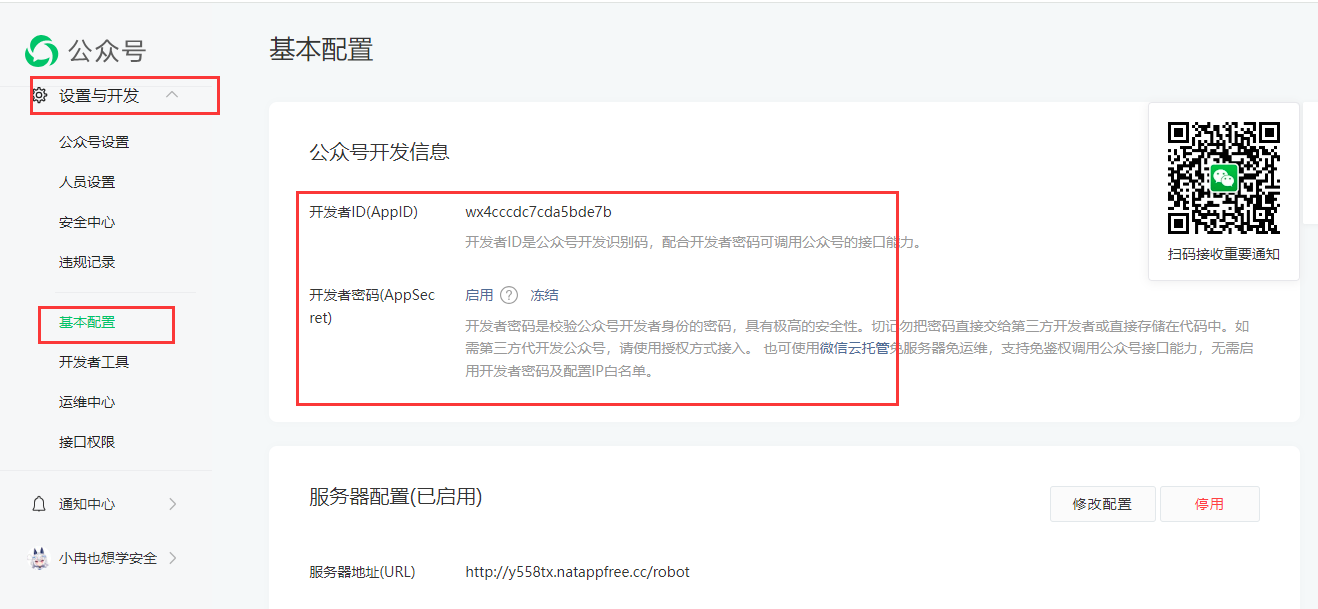 公众号
设置与开发
公众号设置
人员设置
安全中心
违规记录
基本配置
开发者工具
运维中心
接口权限
通知中心
小冉也想学安全
基本配置
公众号开发信息
开发者ID(AppID)
wx4cccdc7cda5bde7b
开发者ID是公众号开发识别码，配合开发者密码可调用公众号的接口能力。
开发者密码(AppSec
ret)
启用 ? 冻结
开发者密码是校验公众号开发者身份的密码，具有极高的安全性。切记勿把密码直接交给第三方开发者或直接存储在代码中。如
需第三方代开发公众号，请使用授权方式接入。 也可使用微信云托管免服务器免运维，支持免鉴权调用公众号接口能力，无需启
用开发者密码及配置IP白名单。
扫码接收重要通知
服务器配置(已启用)
修改配置
停用
服务器地址(URL)
http://y558tx.natappfree.cc/robot